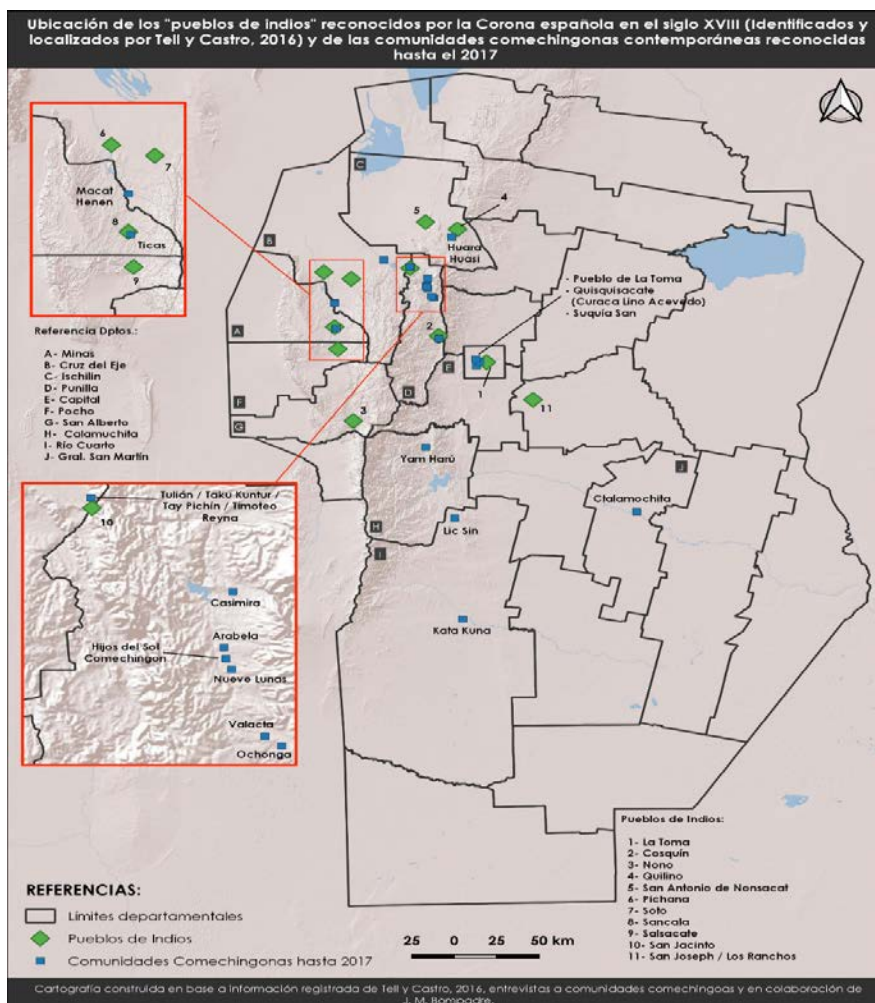 Ubicación de los "pueblos de indios" reconocidos por la Corona española en el siglo XVIII (Identificados y
localizados por Tell y Castro, 2016) y de las comunidades comechingonas contemporáneas reconocidas
hasta el 2017
6
7
Macat
Henen
8
Ticas
9
C
5
4
Huara
Huasi
B
- Pueblo de La Toma
- Quisquisacate
(Curaca Lino Acevedo)
- Suquía San
A
2
E
1
D
11
F
3
G
Referencia Dptos.:
A- Minas
B- Cruz del Eje
C- Ischilín
D- Punilla
E- Capital
F- Pocho
G- San Alberto
H- Calamuchita
I- Río Cuarto
J- Gral. San Martín
Yam Harú
J
Ctalamochita
H
Lic Sin
I
Kata Kuna
Tulián / Takú Kuntur /
Tay Pichín / Timoteo
Reyna
10
Casimira
Arabela
Hijos del Sol
Comechingon
Nueve Lunas
Valacta
Ochonga
Pueblos de Indios:
1- La Toma
2- Cosquín
3- Nono
4- Quilino
5- San Antonio de Nonsacat
6- Pichana
7- Soto
8- Sancala
9- Salsacate
10- San Jacinto
11- San Joseph / Los Ranchos
REFERENCIAS:
Límites departamentales
Pueblos de Indios
Comunidades Comechingonas hasta 2017
25 0 25 50 km
Cartografía construida en base a información registrada de Tell y Castro, 2016, entrevistas a comunidades comechingoas y en colaboración de
J. M. Bompadre.